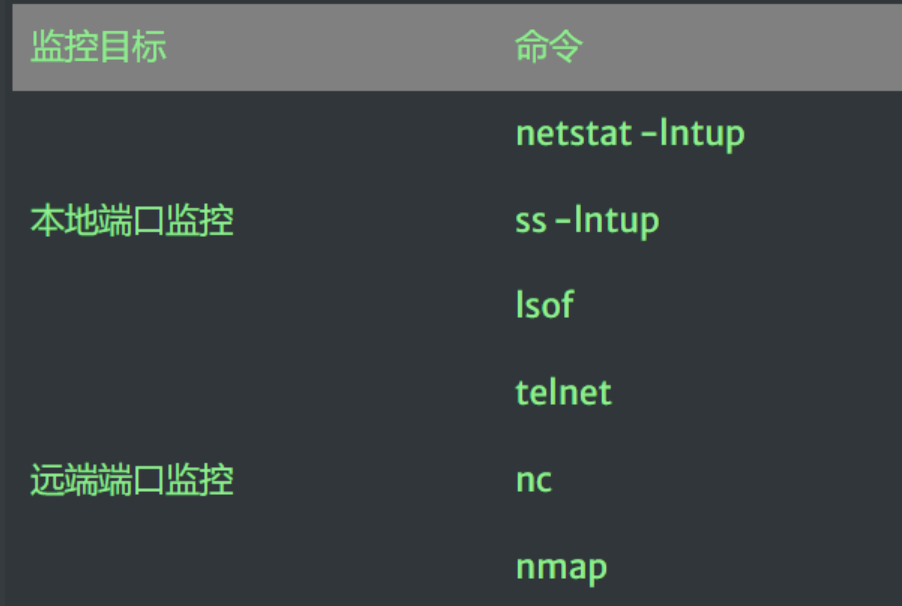 监控目标 命令
netstat -lntup
本地端口监控 ss -lntup
lsof
telnet
远端端口监控 nc
nmap